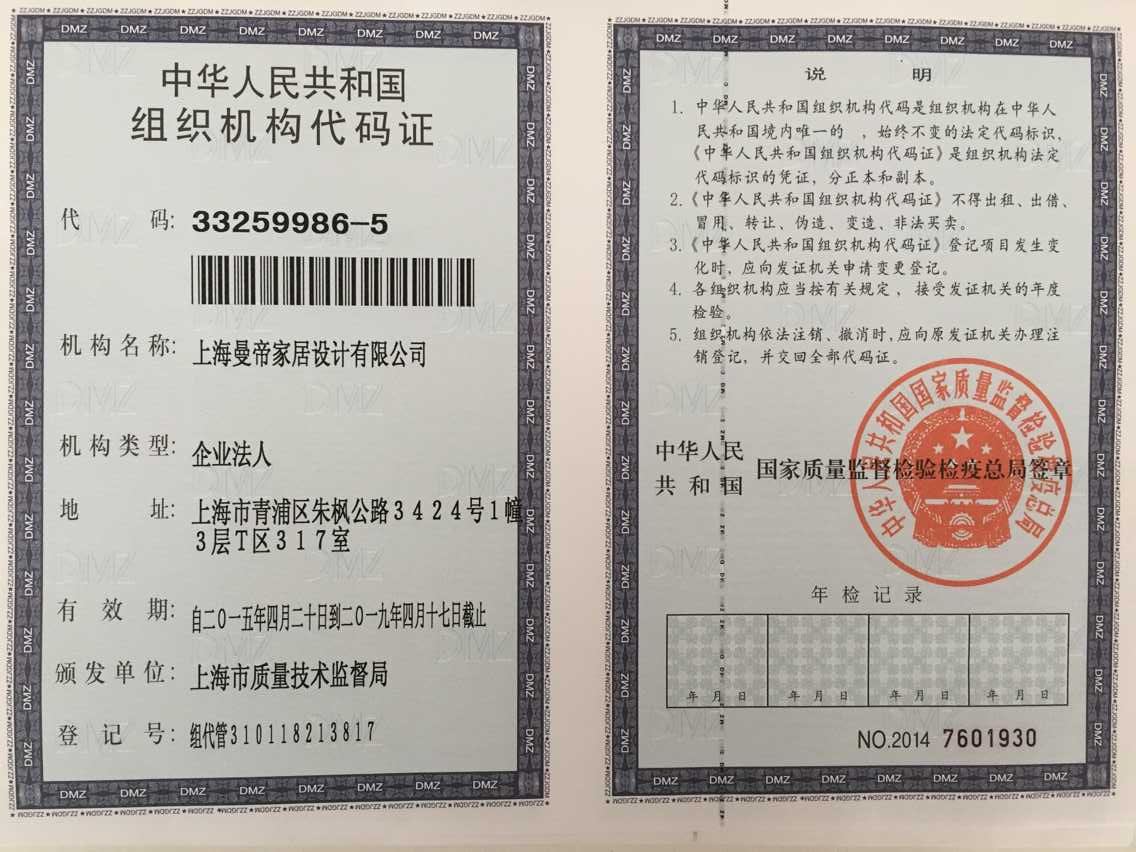 中华人民共和国
组织机构代码证
代 码: 33259986-5
机构名称: 上海曼帝家居设计有限公司
机构类型: 企业法人
地 址: 上海市青浦区朱枫公路3424号1幢
3层T区317室
有效期: 自二〇一五年四月二十日到二〇一九年四月十七日截止
颁发单位: 上海市质量技术监督局
登记号: 组代管310118213817
说 明
1. 中华人民共和国组织机构代码是组织机构在中华人
民共和国境内唯一的 ，始终不变的法定代码标识、
《中华人民共和国组织机构代码证》是组织机构法定
代码标识的凭证，分正本和副本。
2.《中华人民共和国组织机构代码证》不得出租、出借、
冒用、转让、伪造、变造、非法买卖。
3.《中华人民共和国组织机构代码证》登记项目发生变
化时，应向发证机关申请变更登记。
4. 各组织机构应当按有关规定，接受发证机关的年度
检验。
5. 组织机构依法注销、撤消时，应向原发证机关办理注
销登记，并交回全部代码证。
中华人民
共和国
国家质量监督检验检疫总局签章
中华人民共和国国家质量监督检验检疫总局
年检记录
年 月 日 年 月 日 年 月 日 年 月 日
NO.2014 7601930
DMZ
ZZJGDM